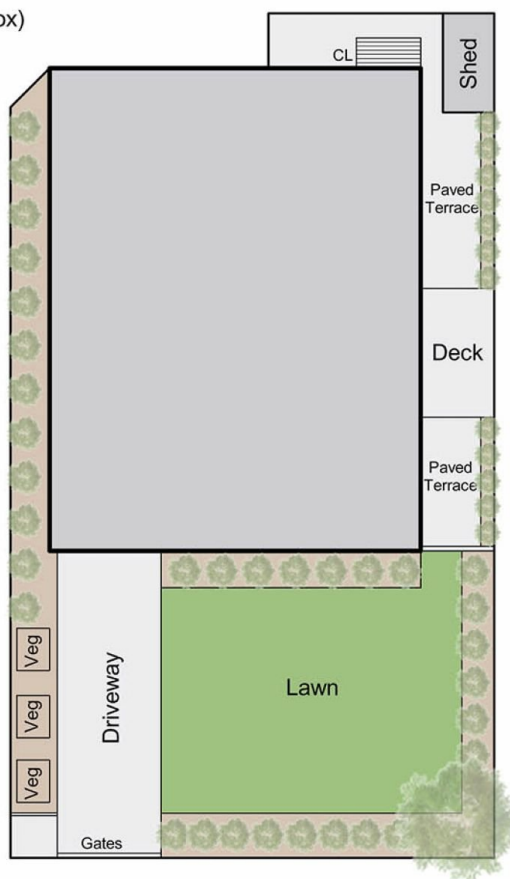 ox)
CL
Shed
Paved
Terrace
Deck
Paved
Terrace
Veg
Veg
Veg
Driveway
Lawn
Gates